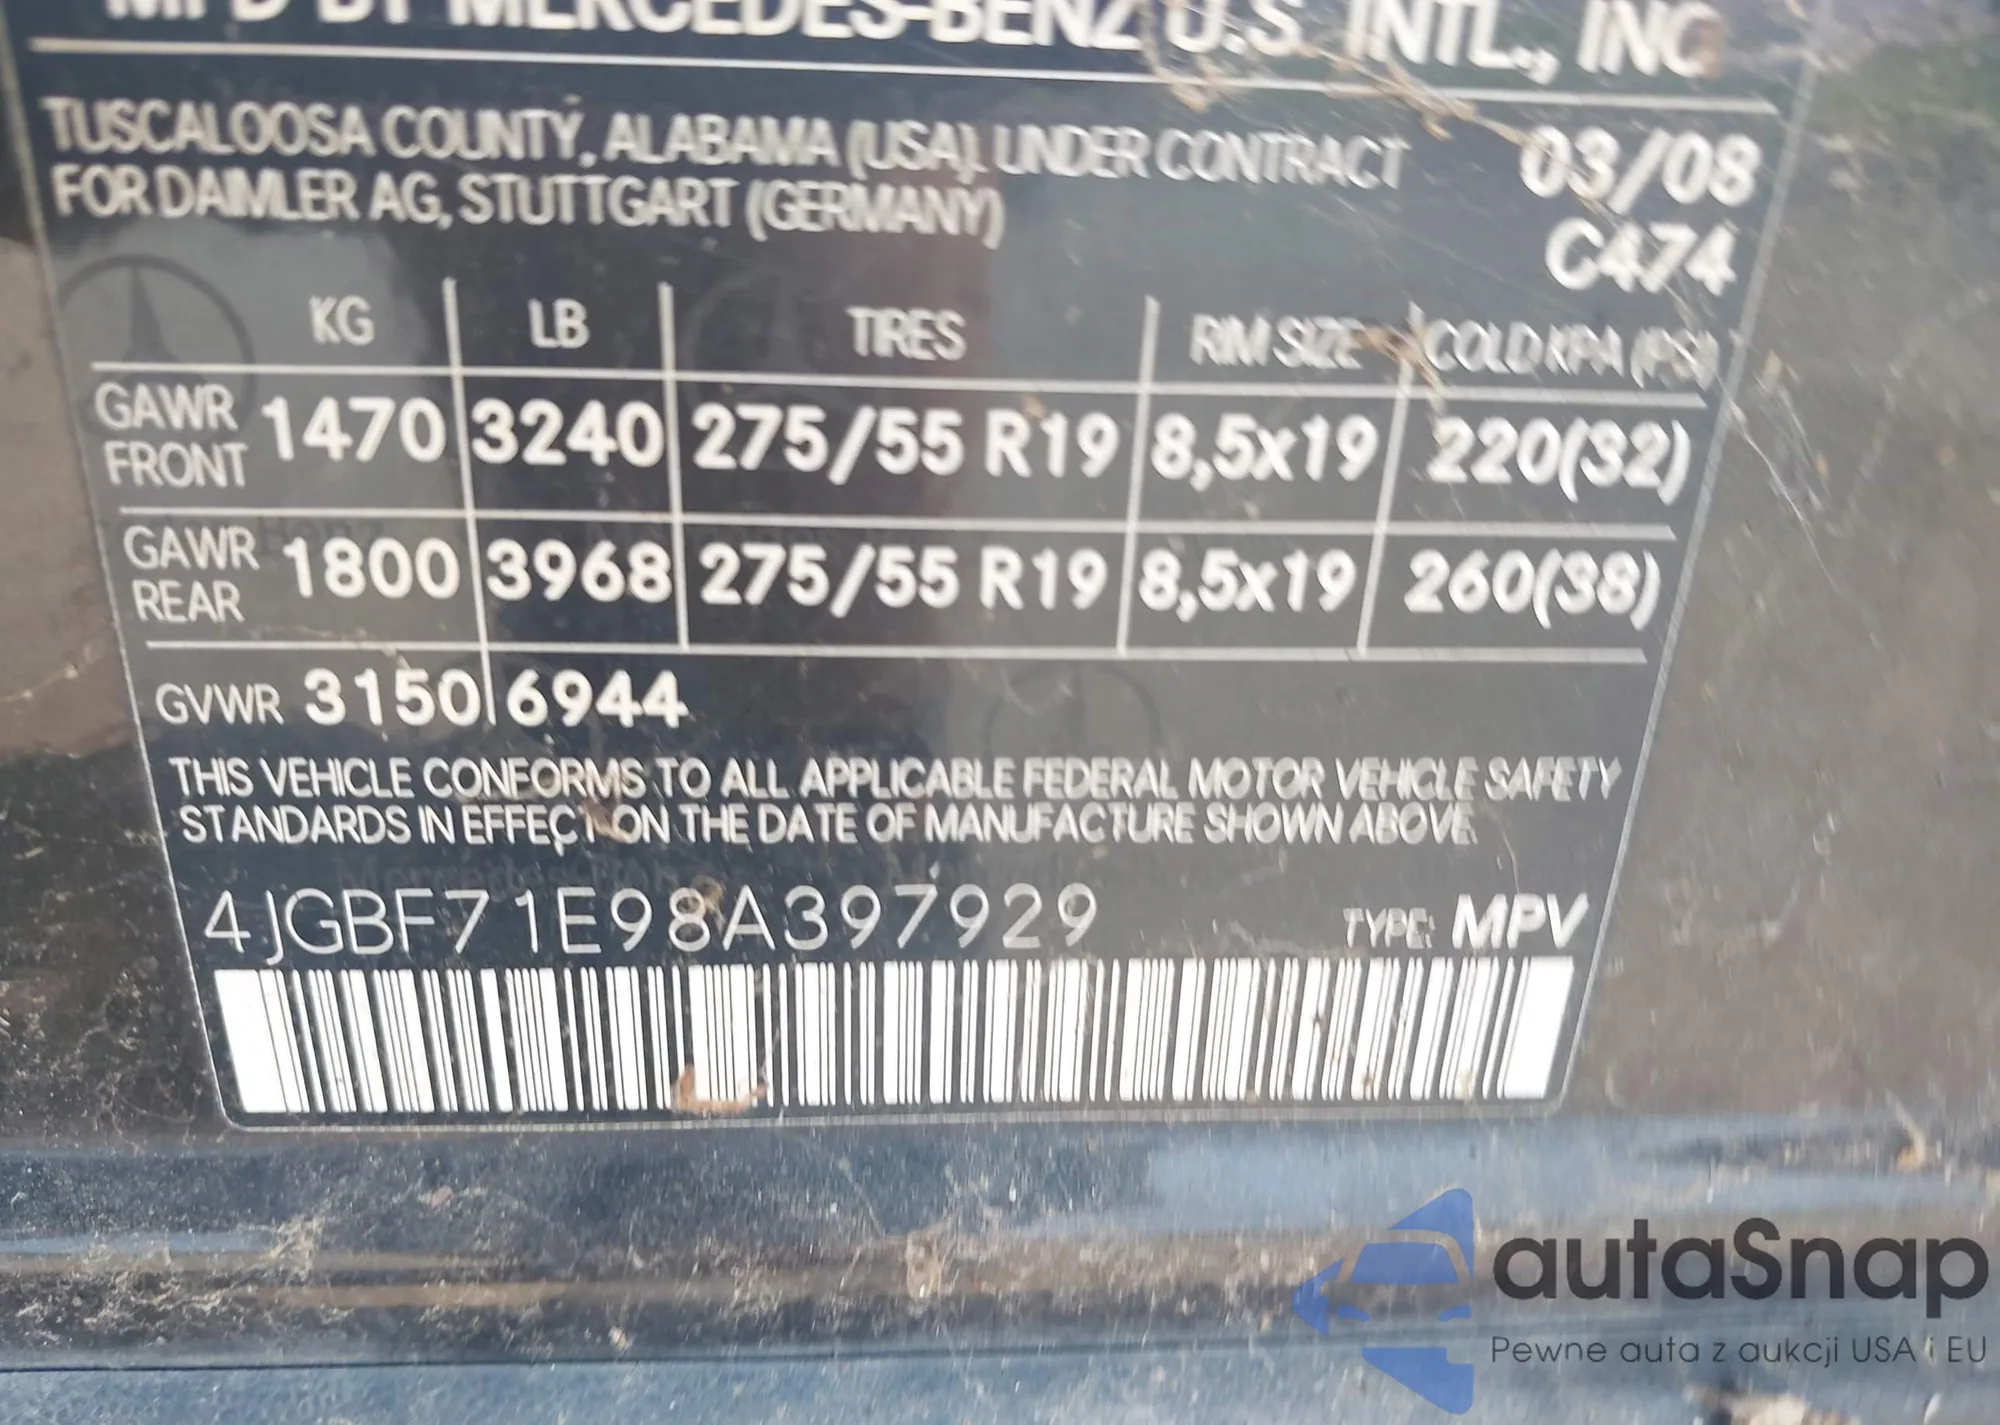 MFD BY MERCEDES-BENZ U.S. INTL., INC
TUSCALOOSA COUNTY, ALABAMA (USA). UNDER CONTRACT
FOR DAIMLER AG, STUTTGART (GERMANY)
03/08
C474
KG LB TIRES RIM SIZE COLD KPA (PSI)
GAWR FRONT 1470 3240 275/55 R19 8,5x19 220(32)
GAWR REAR 1800 3968 275/55 R19 8,5x19 260(38)
GVWR 3150 6944
THIS VEHICLE CONFORMS TO ALL APPLICABLE FEDERAL MOTOR VEHICLE SAFETY
STANDARDS IN EFFECT ON THE DATE OF MANUFACTURE SHOWN ABOVE.
4JGBF71E98A397929 TYPE: MPV
autaSnap
Pewne auta z aukcji USA i EU